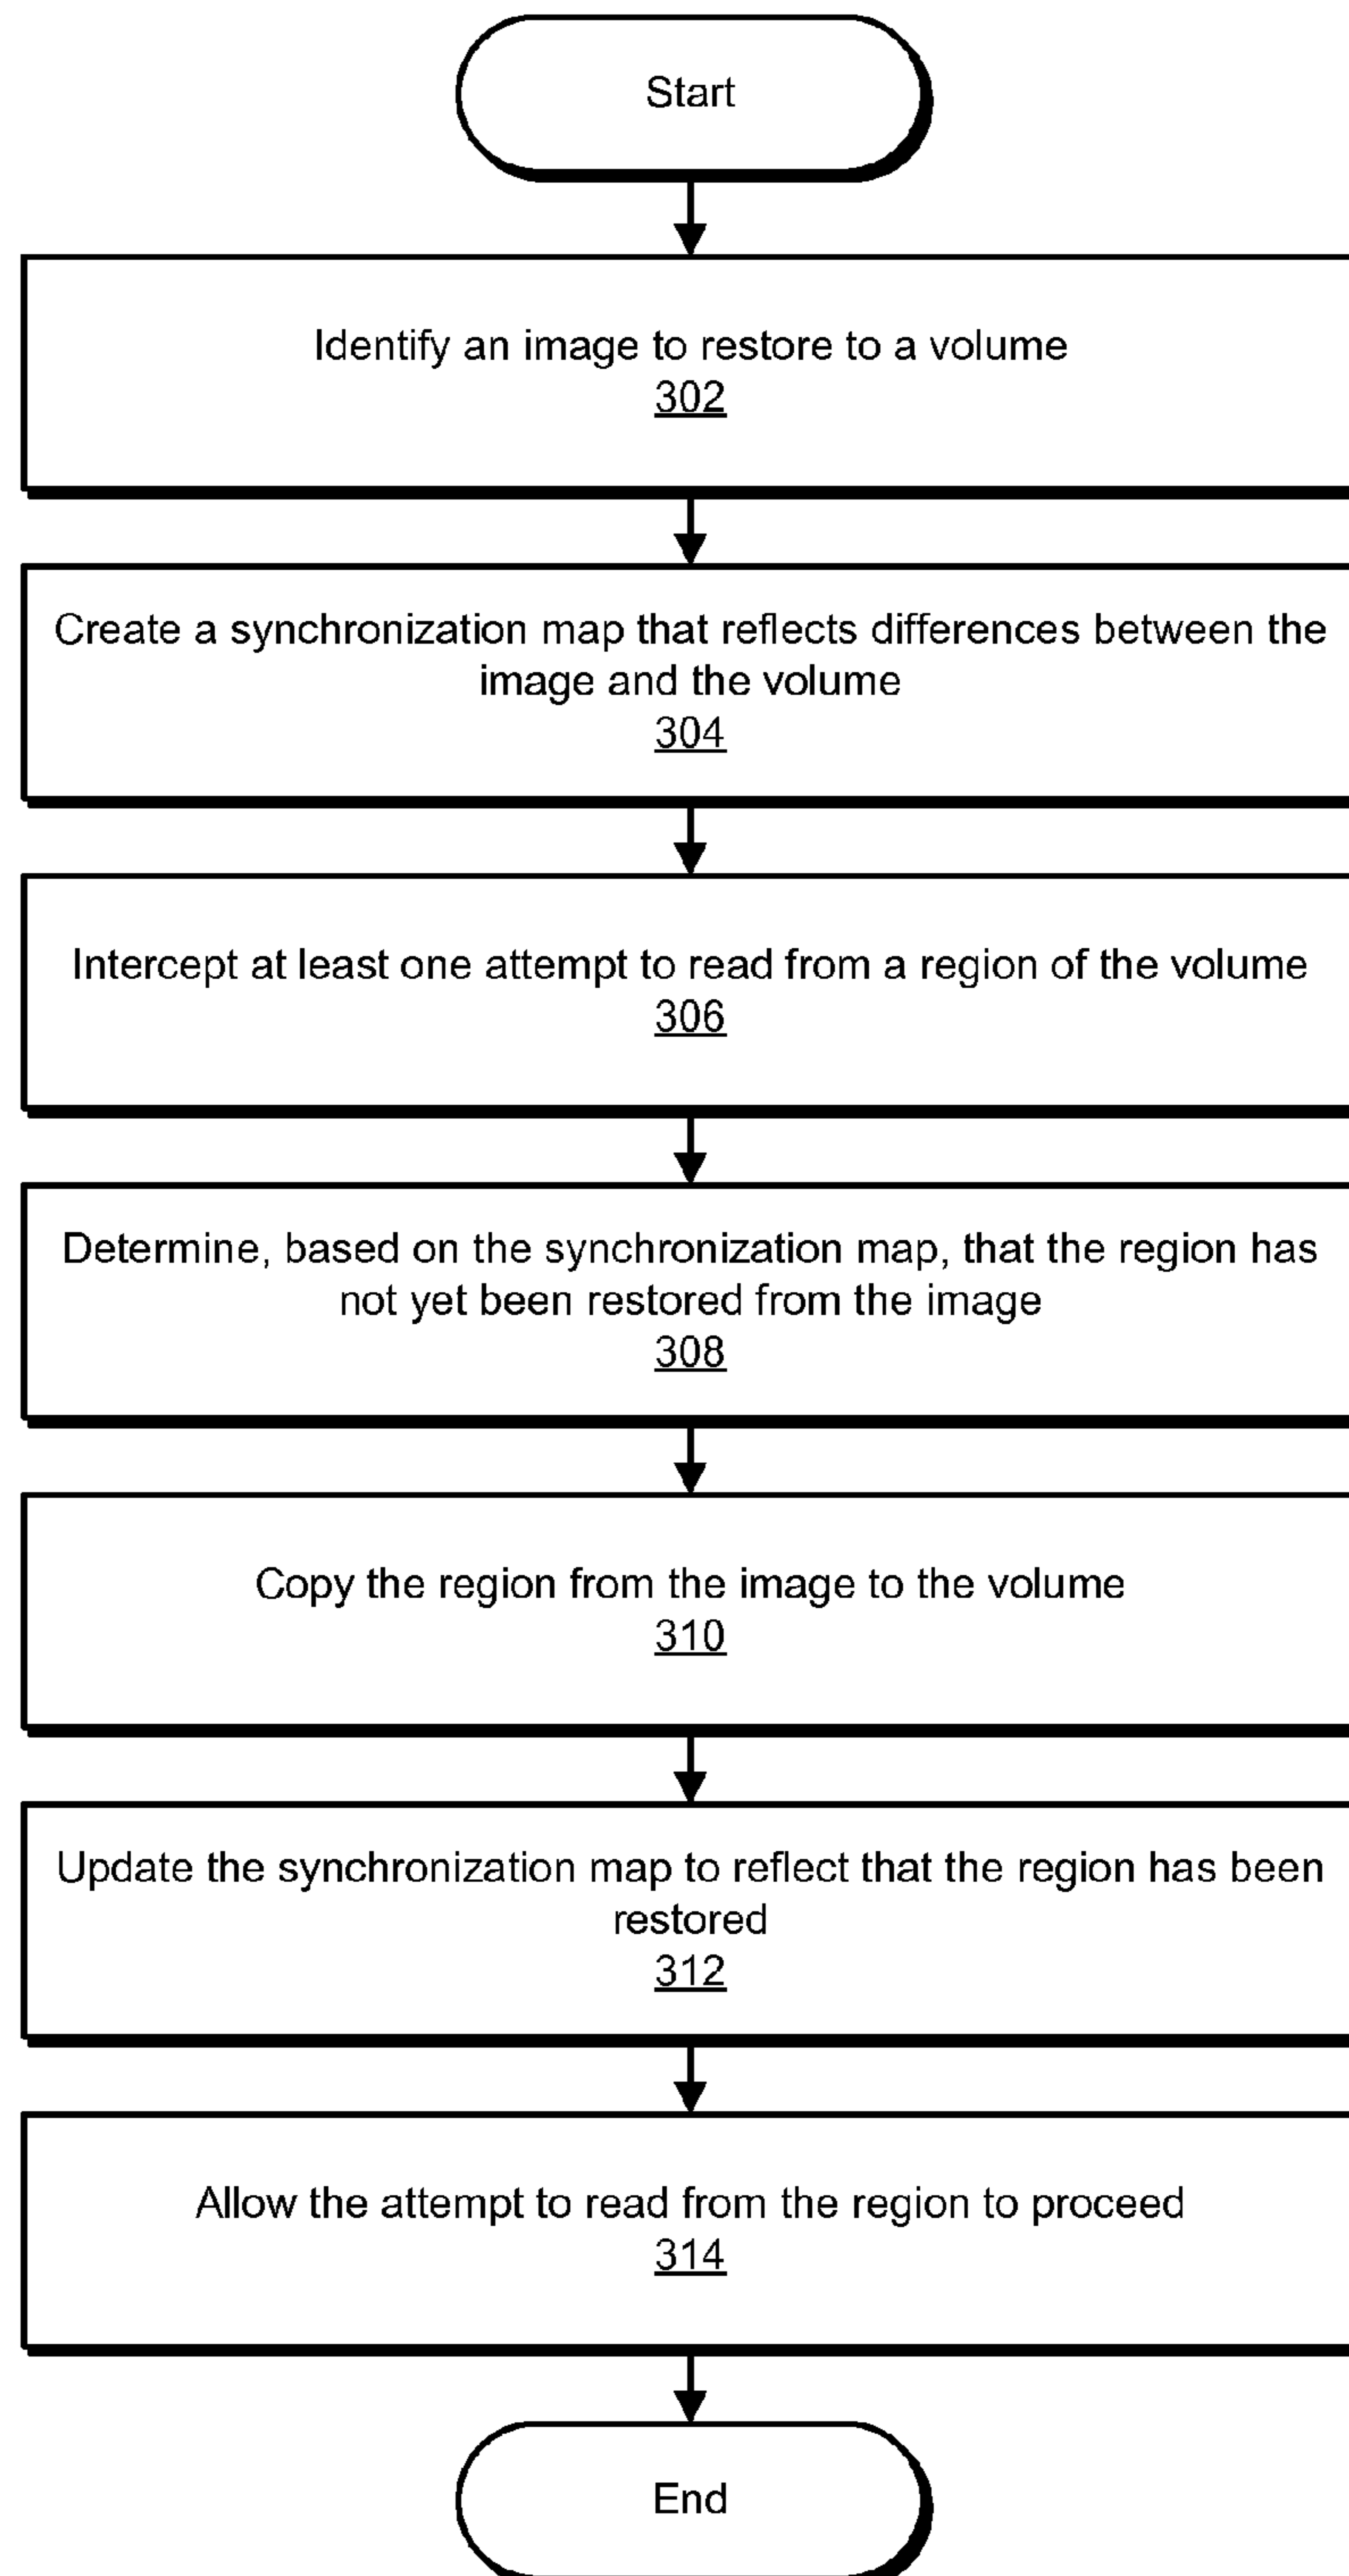 Start
Identify an image to restore to a volume
302
Create a synchronization map that reflects differences between the
image and the volume
304
Intercept at least one attempt to read from a region of the volume
306
Determine, based on the synchronization map, that the region has
not yet been restored from the image
308
Copy the region from the image to the volume
310
Update the synchronization map to reflect that the region has been
restored
312
Allow the attempt to read from the region to proceed
314
End